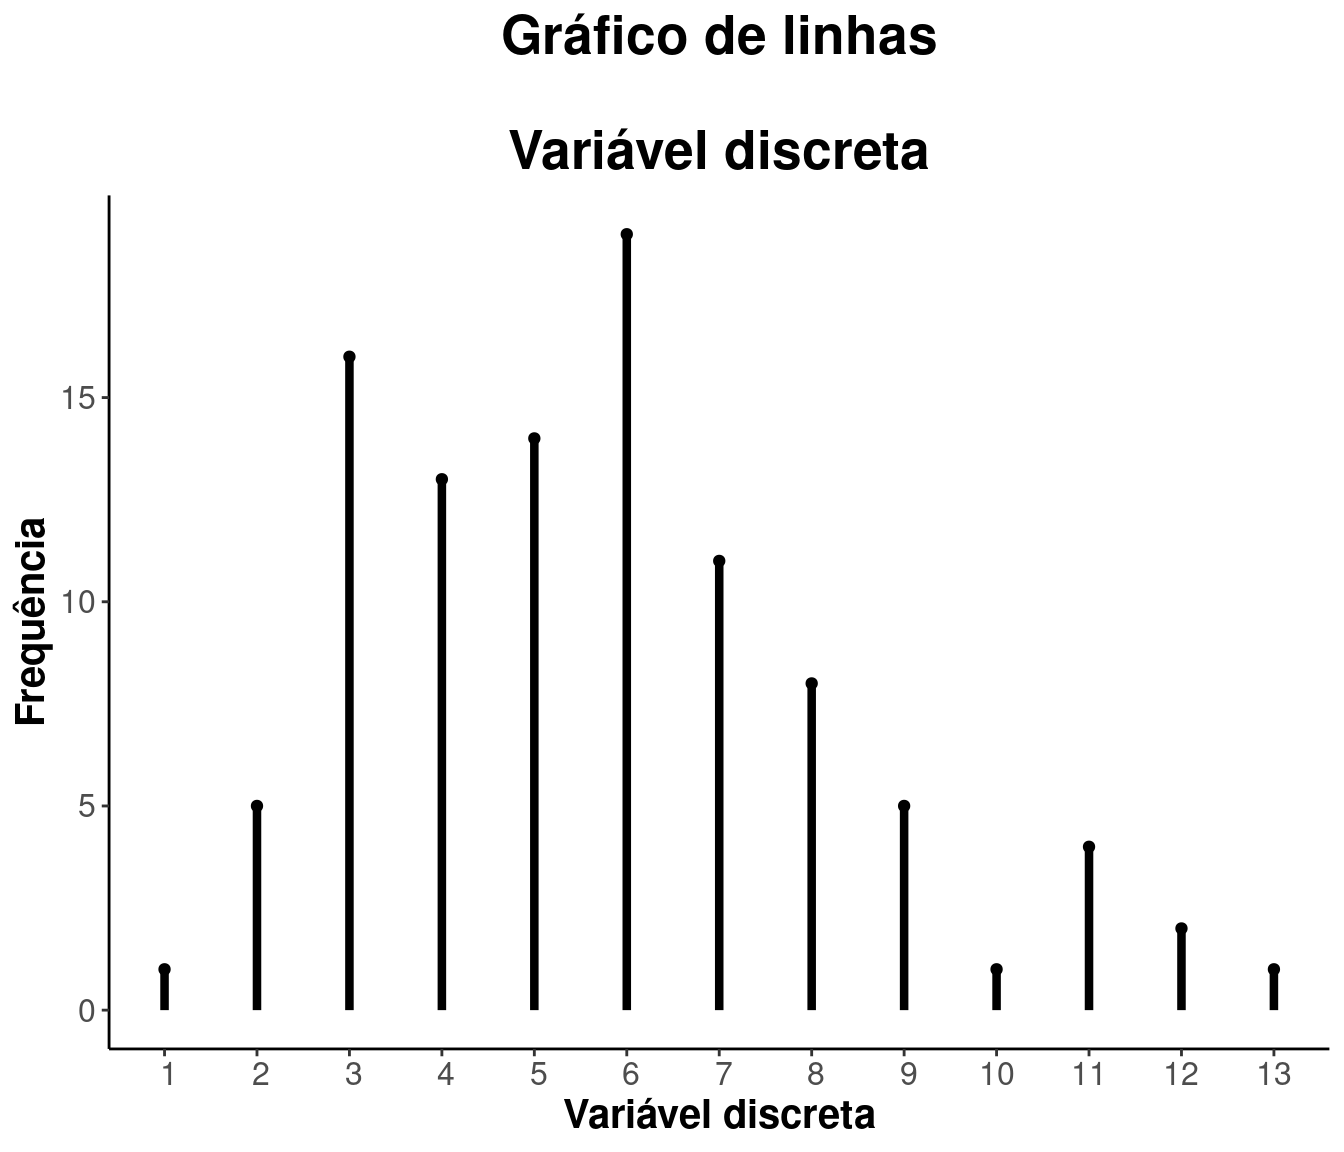 Gráfico de linhas
Variável discreta
Frequência
15
10
5
0
1 2 3 4 5 6 7 8 9 10 11 12 13
Variável discreta